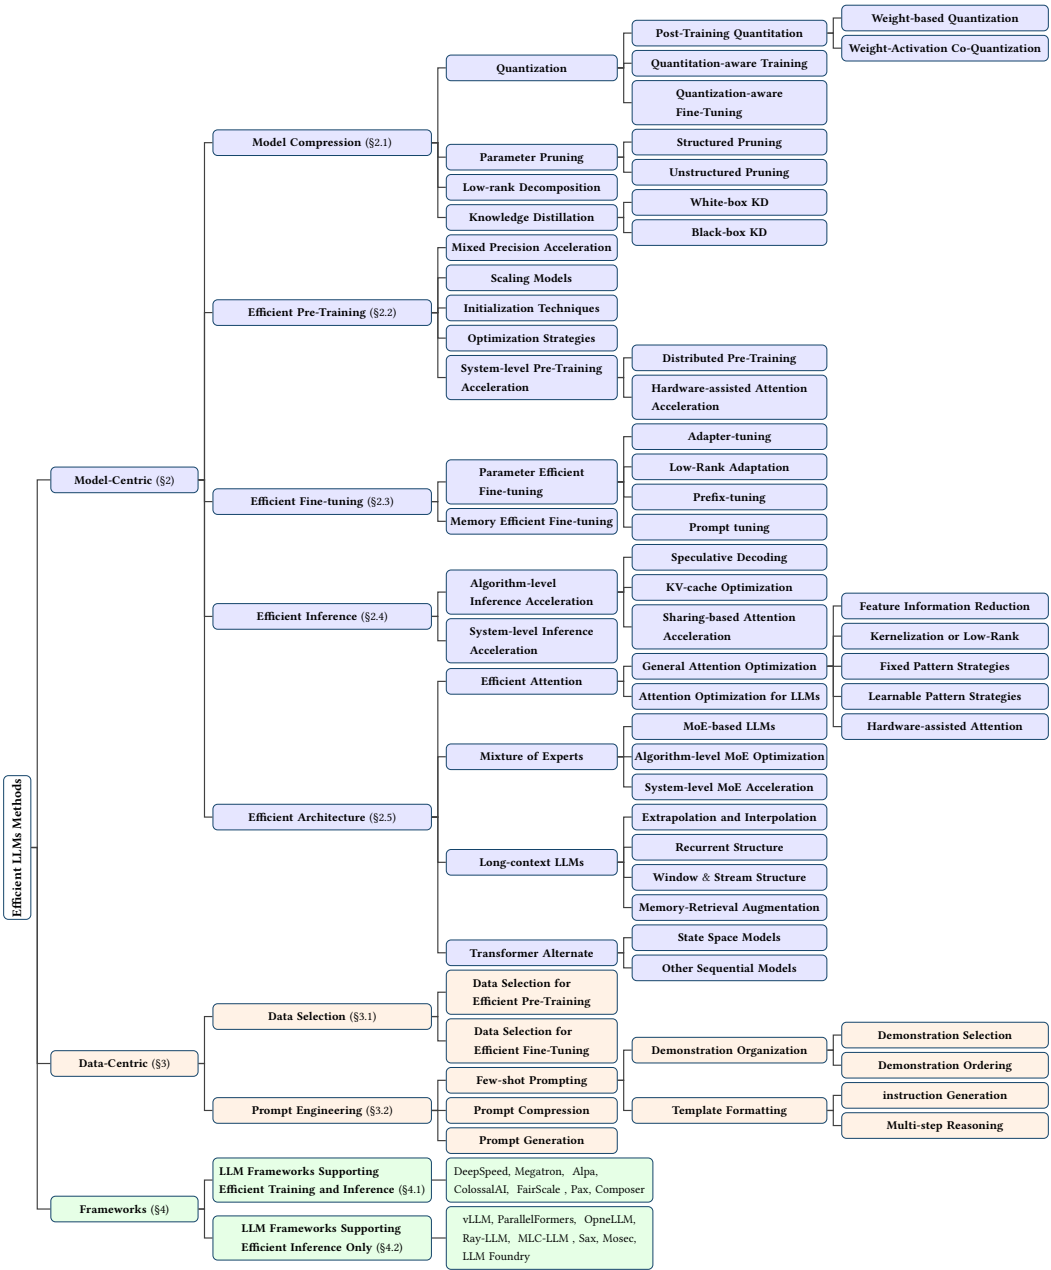 Efficient LLMs Methods
Model-Centric (§2)
Model Compression (§2.1)
Quantization
Post-Training Quantitation
Weight-based Quantization
Weight-Activation Co-Quantization
Quantitation-aware Training
Quantization-aware
Fine-Tuning
Parameter Pruning
Structured Pruning
Unstructured Pruning
Low-rank Decomposition
Knowledge Distillation
White-box KD
Black-box KD
Efficient Pre-Training (§2.2)
Mixed Precision Acceleration
Scaling Models
Initialization Techniques
Optimization Strategies
System-level Pre-Training
Acceleration
Distributed Pre-Training
Hardware-assisted Attention
Acceleration
Efficient Fine-tuning (§2.3)
Parameter Efficient
Fine-tuning
Adapter-tuning
Low-Rank Adaptation
Prefix-tuning
Prompt tuning
Memory Efficient Fine-tuning
Efficient Inference (§2.4)
Algorithm-level
Inference Acceleration
Speculative Decoding
KV-cache Optimization
Sharing-based Attention
Acceleration
System-level Inference
Acceleration
Efficient Architecture (§2.5)
Efficient Attention
General Attention Optimization
Feature Information Reduction
Kernelization or Low-Rank
Fixed Pattern Strategies
Learnable Pattern Strategies
Hardware-assisted Attention
Attention Optimization for LLMs
Mixture of Experts
MoE-based LLMs
Algorithm-level MoE Optimization
System-level MoE Acceleration
Long-context LLMs
Extrapolation and Interpolation
Recurrent Structure
Window & Stream Structure
Memory-Retrieval Augmentation
Transformer Alternate
State Space Models
Other Sequential Models
Data-Centric (§3)
Data Selection (§3.1)
Data Selection for
Efficient Pre-Training
Data Selection for
Efficient Fine-Tuning
Prompt Engineering (§3.2)
Few-shot Prompting
Demonstration Organization
Demonstration Selection
Demonstration Ordering
Template Formatting
instruction Generation
Multi-step Reasoning
Prompt Compression
Prompt Generation
Frameworks (§4)
LLM Frameworks Supporting
Efficient Training and Inference (§4.1)
DeepSpeed, Megatron, Alpa,
ColossalAI, FairScale , Pax, Composer
LLM Frameworks Supporting
Efficient Inference Only (§4.2)
vLLM, ParallelFormers, OpneLLM,
Ray-LLM, MLC-LLM , Sax, Mosec,
LLM Foundry